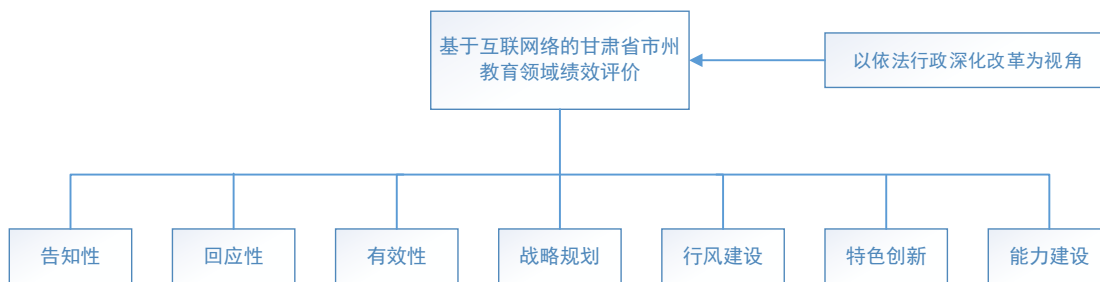 基于互联网络的甘肃省市州
教育领域绩效评价
以依法行政深化改革为视角
告知性
回应性
有效性
战略规划
行风建设
特色创新
能力建设